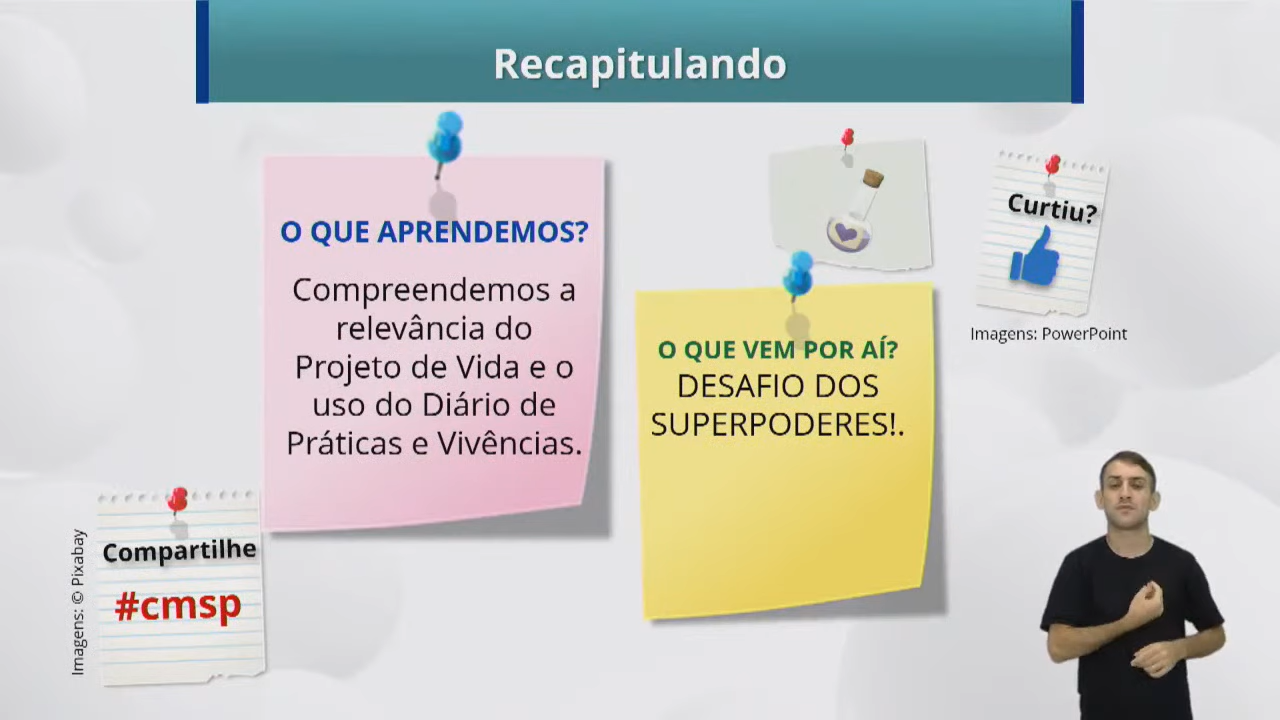 Recapitulando
O QUE APRENDEMOS?
Compreendemos a
relevância do
Projeto de Vida e o
uso do Diário de
Práticas e Vivências.
O QUE VEM POR AÍ?
DESAFIO DOS
SUPERPODERES!.
Curtiu?
Imagens: PowerPoint
Compartilhe
#cmsp
Imagens: © Pixabay